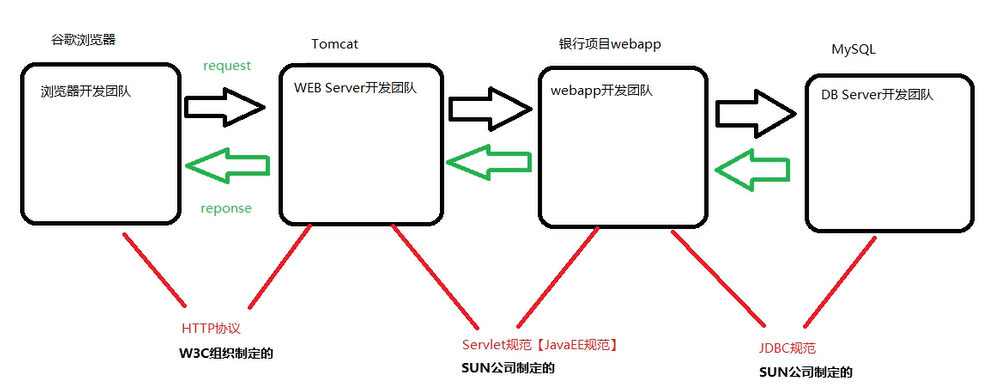 谷歌浏览器
Tomcat
银行项目webapp
MySQL
request
浏览器开发团队
WEB Server开发团队
webapp开发团队
DB Server开发团队
reponse
HTTP协议
W3C组织制定的
Servlet规范【JavaEE规范】
SUN公司制定的
JDBC规范
SUN公司制定的